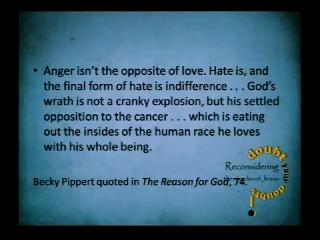 • Anger isn't the opposite of love. Hate is, and
the final form of hate is indifference . . . God's
wrath is not a cranky explosion, but his settled
opposition to the cancer . . . which is eating
out the insides of the human race he loves
with his whole being.
Becky Pippert quoted in The Reason for God, 74.
Reconsidering
doubt your doubts!